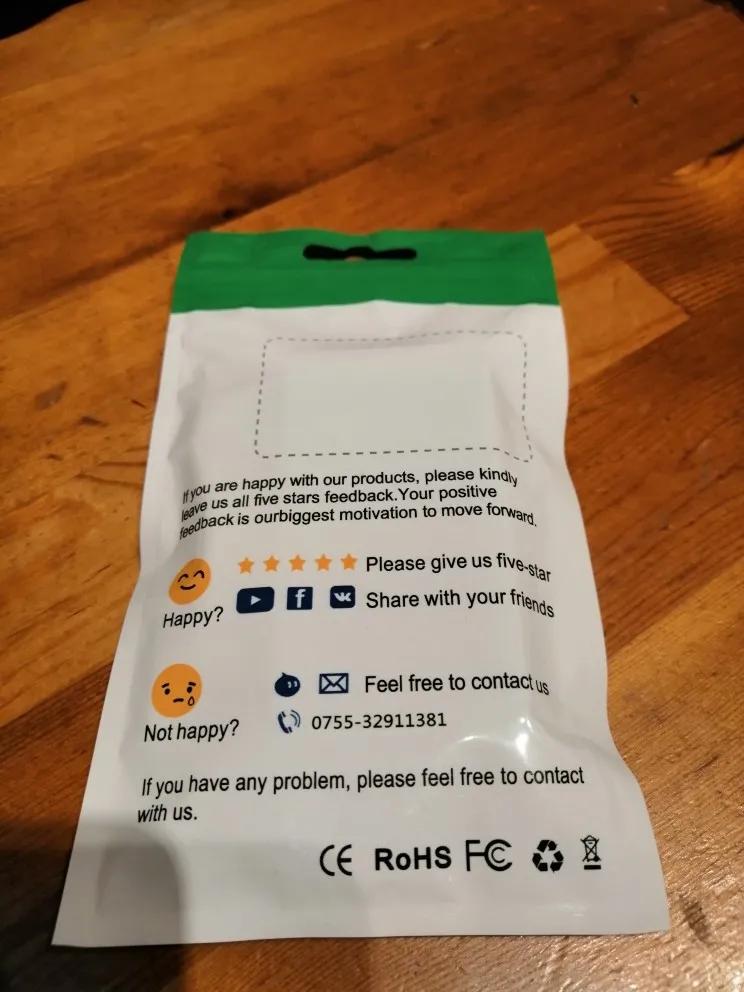 If you are happy with our products, please kindly
leave us all five stars feedback.Your positive
feedback is ourbiggest motivation to move forward.
Please give us five-star
Happy?
Share with your friends
Feel free to contact us
Not happy?
0755-32911381
If you have any problem, please feel free to contact
with us.
CE RoHS FC